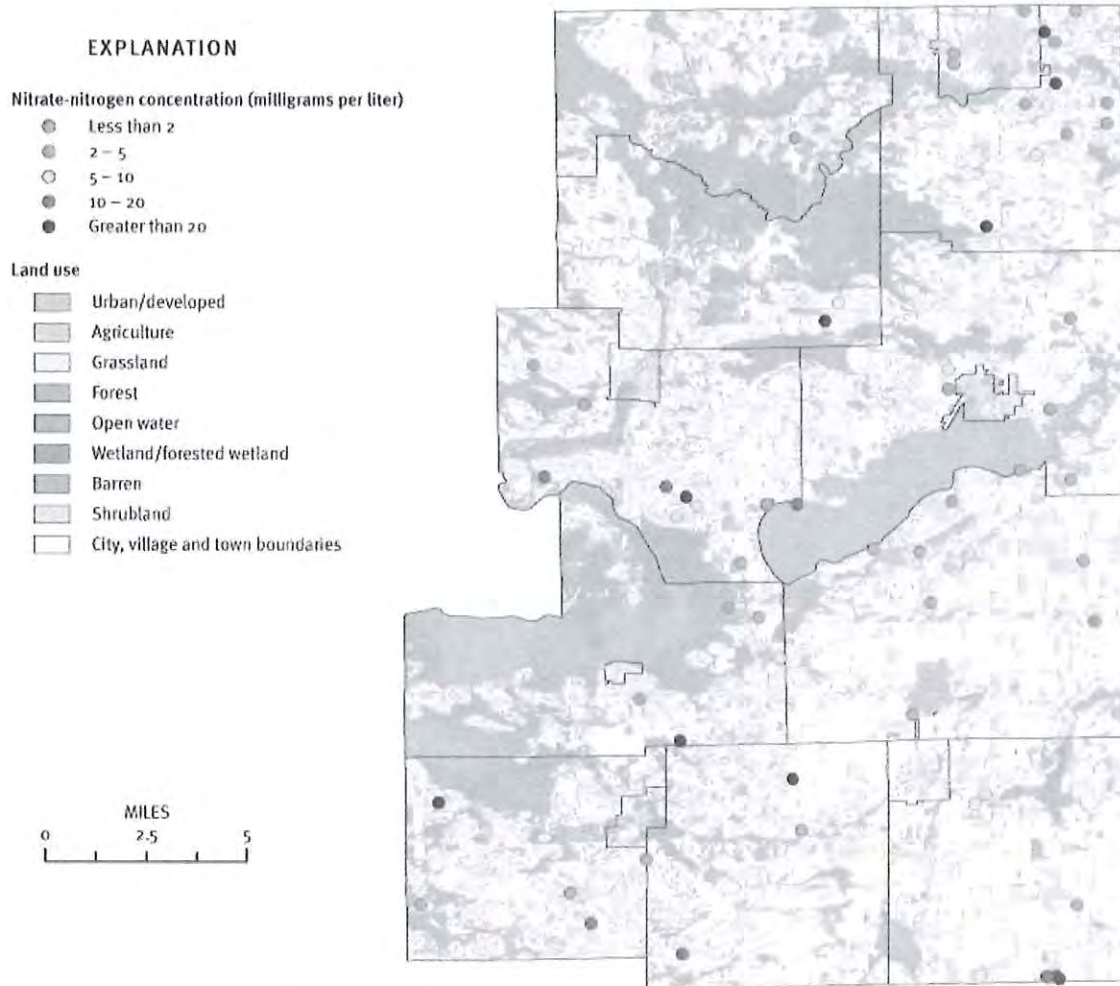 EXPLANATION
Nitrate-nitrogen concentration (milligrams per liter)
Less than 2
2 – 5
5 – 10
10 – 20
Greater than 20
Land use
Urban/developed
Agriculture
Grassland
Forest
Open water
Wetland/forested wetland
Barren
Shrubland
City, village and town boundaries
MILES
0 2.5 5